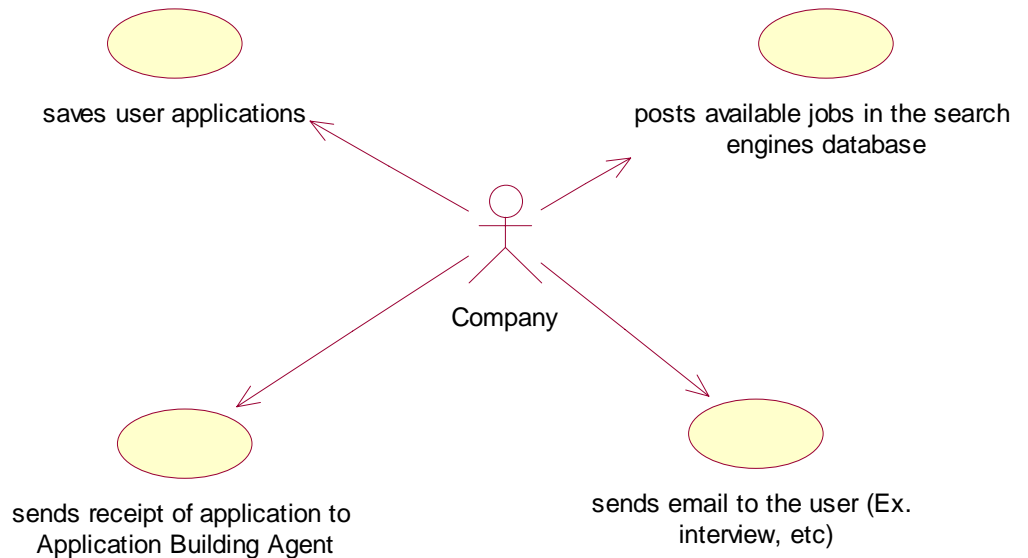 saves user applications
posts available jobs in the search
engines database
Company
sends receipt of application to
Application Building Agent
sends email to the user (Ex.
interview, etc)